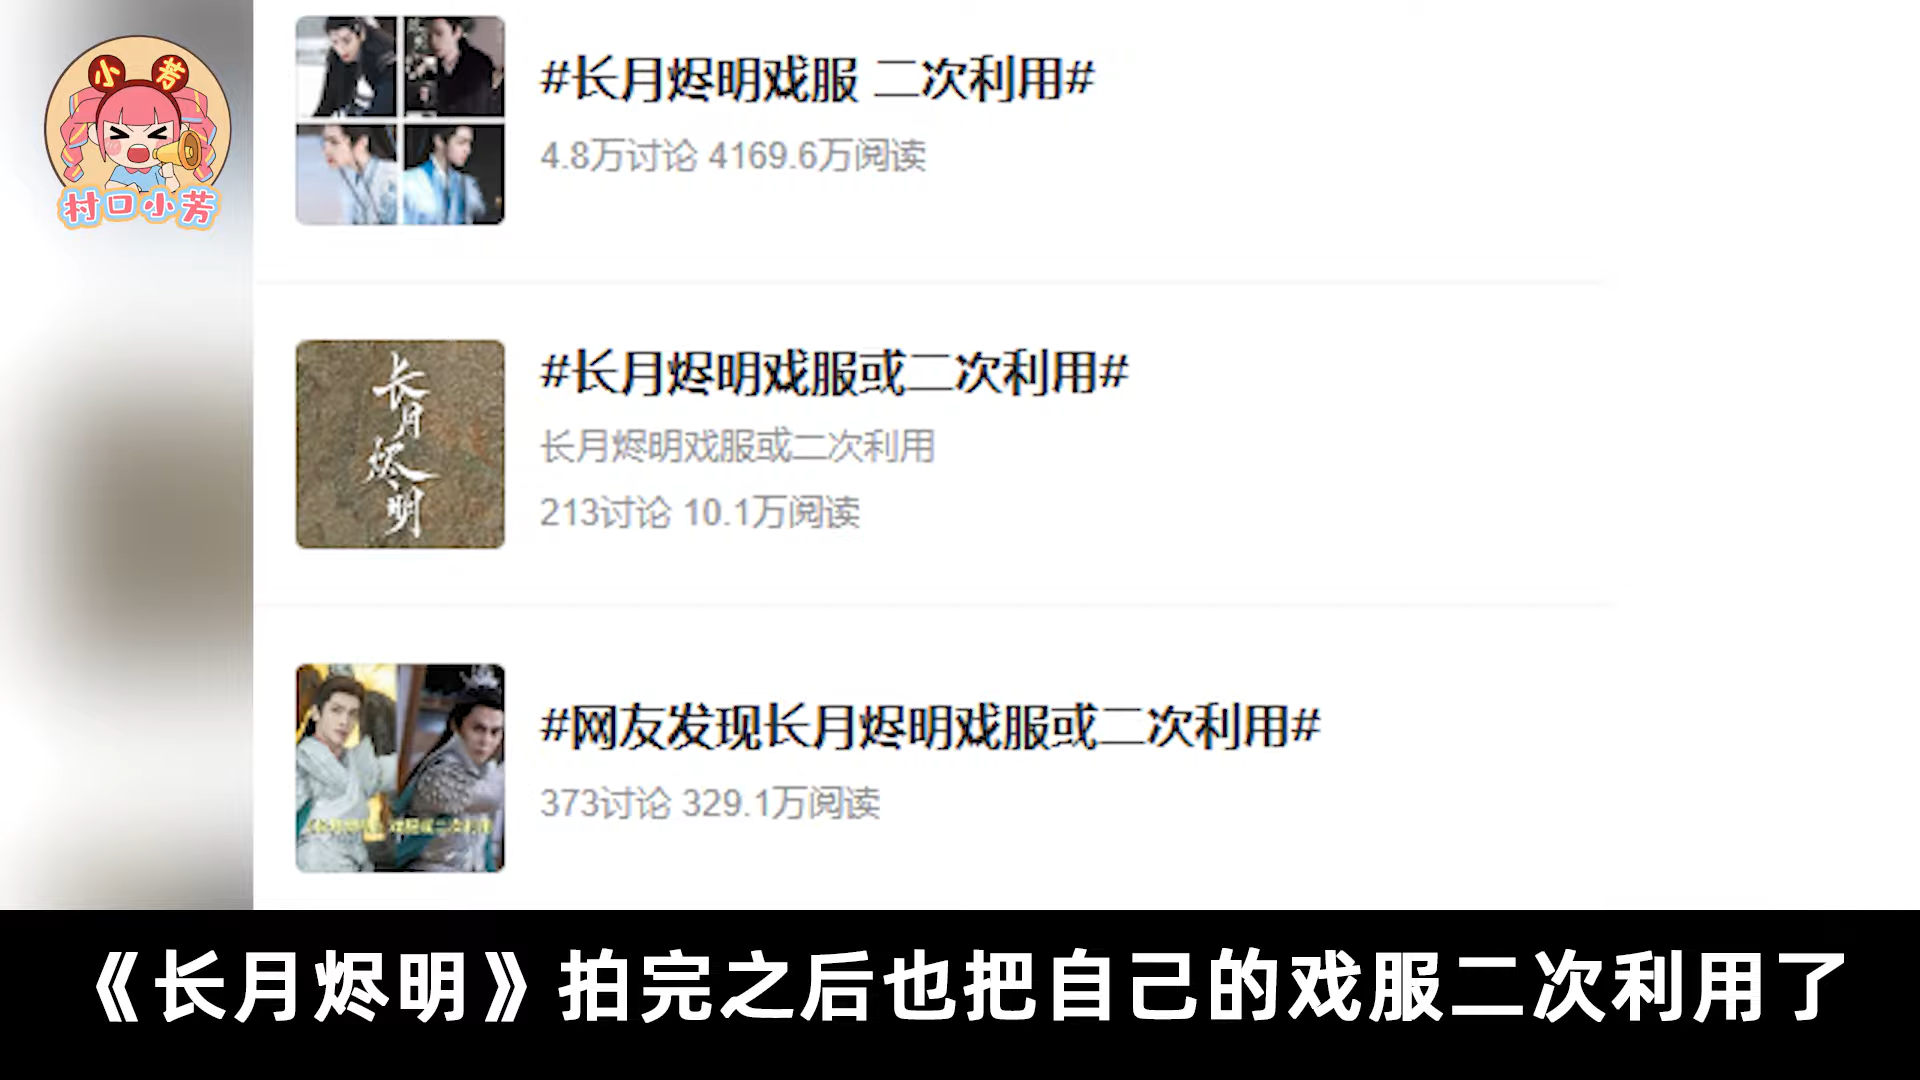 小芳
村口小芳
#长月烬明戏服 二次利用#
4.8万讨论 4169.6万阅读
长月烬明
#长月烬明戏服或二次利用#
长月烬明戏服或二次利用
213讨论 10.1万阅读
#网友发现长月烬明戏服或二次利用#
373讨论 329.1万阅读
《长月烬明》拍完之后也把自己的戏服二次利用了